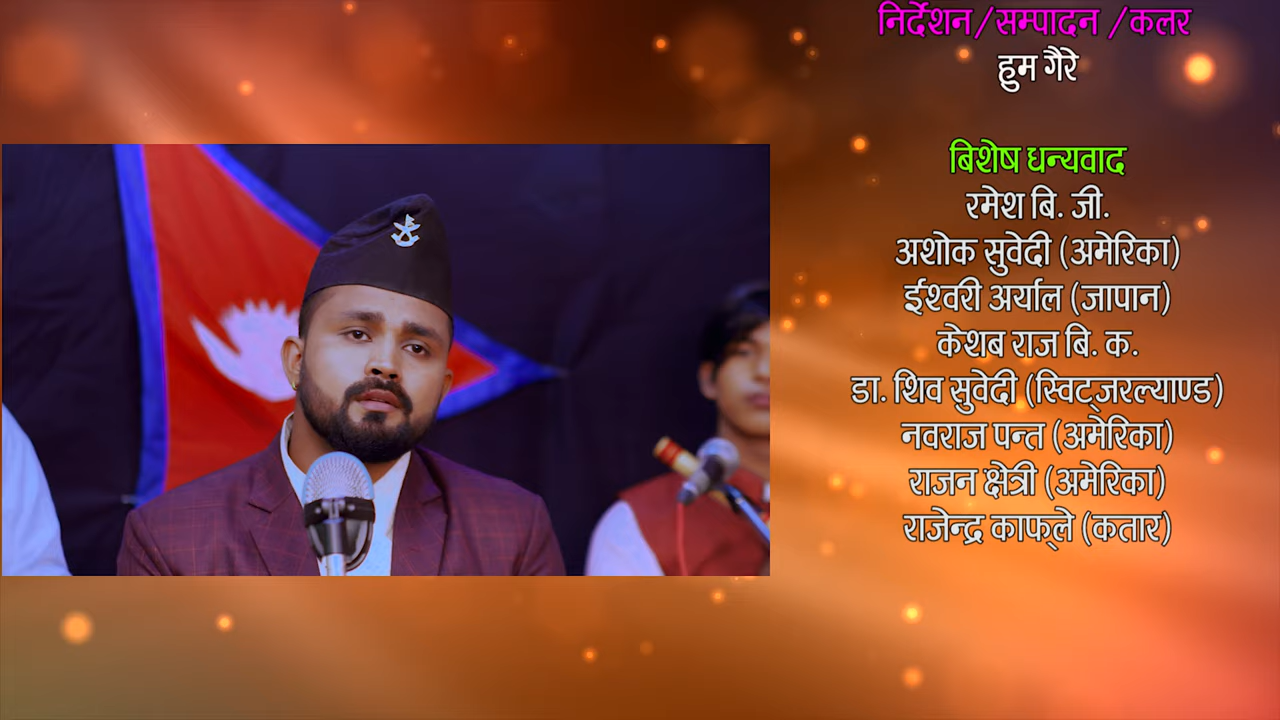 निर्देशन/सम्पादन /कलर
हुम गैरे
बिशेष धन्यवाद
रमेश बि. जी.
अशोक सुवेदी (अमेरिका)
ईश्वरी अर्याल (जापान)
केशब राज बि. क.
डा. शिव सुवेदी (स्विट्जरल्याण्ड)
नवराज पन्त (अमेरिका)
राजन क्षेत्री (अमेरिका)
राजेन्द्र काफ्ले (कतार)